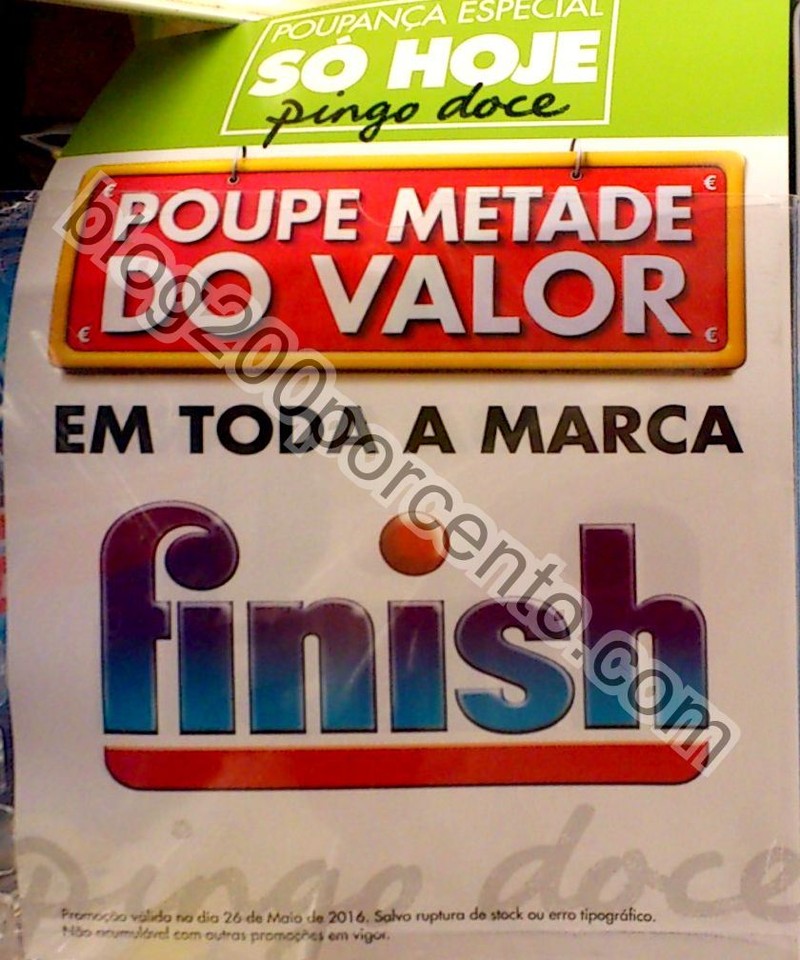 POUPANÇA ESPECIAL
SÓ HOJE
pingo doce
POUPE METADE
DO VALOR
EM TODA A MARCA
finish
blog200porcento.com
pingo doce
Promoção válida no dia 26 de Maio de 2016. Salvo ruptura de stock ou erro tipográfico.
Não acumulável com outras promoções em vigor.